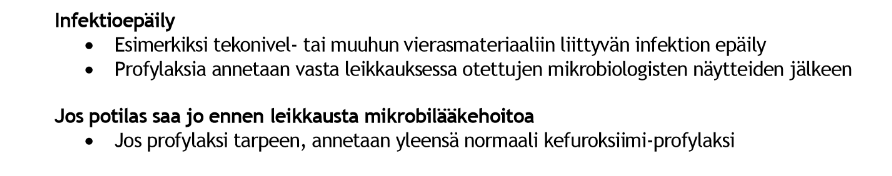 Infektioepäily
• Esimerkiksi tekonivel- tai muuhun vierasmateriaaliin liittyvän infektion epäily
• Profylaksia annetaan vasta leikkauksessa otettujen mikrobiologisten näytteiden jälkeen
Jos potilas saa jo ennen leikkausta mikrobilääkehoitoa
• Jos profylaksi tarpeen, annetaan yleensä normaali kefuroksiimi-profylaksi